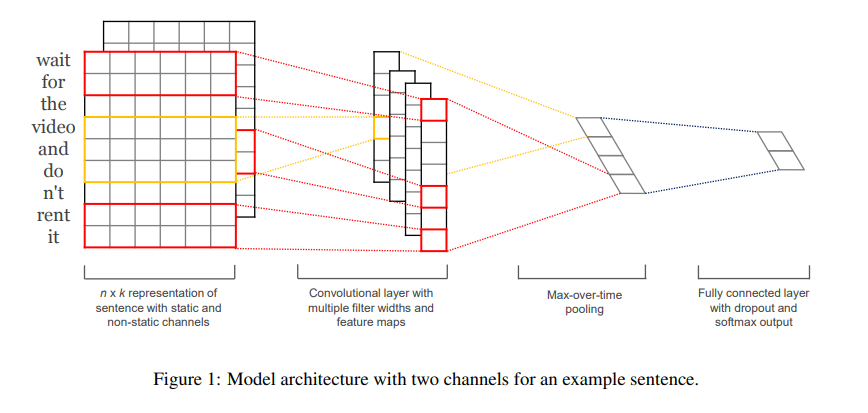 wait
for
the
video
and
do
n't
rent
it
n x k representation of
sentence with static and
non-static channels
Convolutional layer with
multiple filter widths and
feature maps
Max-over-time
pooling
Fully connected layer
with dropout and
softmax output
Figure 1: Model architecture with two channels for an example sentence.